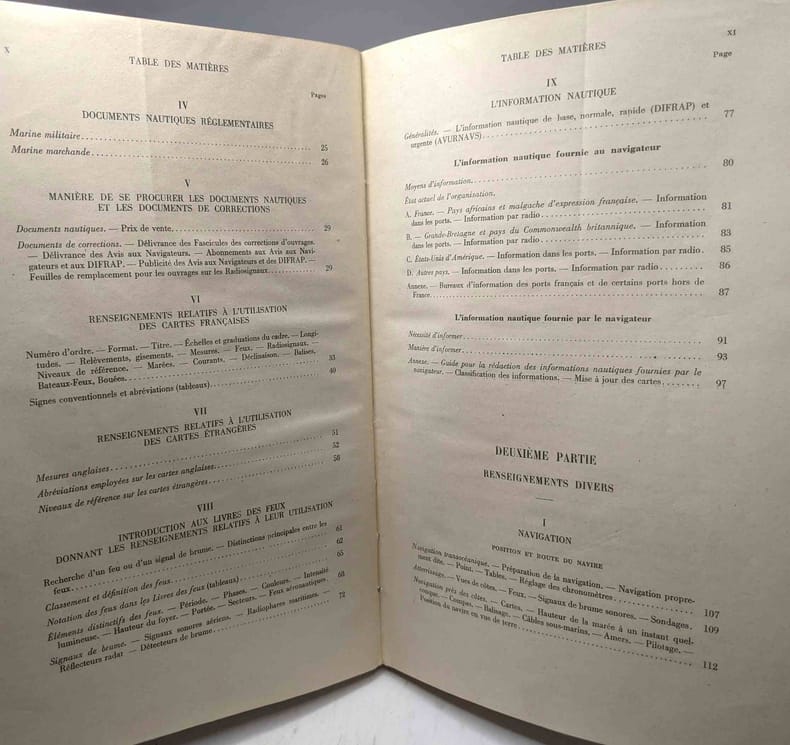 X
TABLE DES MATIÈRES
Pages
IV
DOCUMENTS NAUTIQUES RÉGLEMENTAIRES
Marine militaire 25
Marine marchande 26
V
MANIÈRE DE SE PROCURER LES DOCUMENTS NAUTIQUES
ET LES DOCUMENTS DE CORRECTIONS
Documents nautiques. — Prix de vente 29
Documents de corrections. — Délivrance des Fascicules des corrections d'ouvrages.
— Délivrance des Avis aux Navigateurs. — Abonnements aux Avis aux Navi-
gateurs et aux DIFRAP. — Publicité des Avis aux Navigateurs et des DIFRAP. —
Feuilles de remplacement pour les ouvrages sur les Radiosignaux 29
VI
RENSEIGNEMENTS RELATIFS À L'UTILISATION
DES CARTES FRANÇAISES
Numéro d'ordre. — Format. — Titre. — Échelles et graduations du cadre. — Longi-
tudes. — Relèvements, gisements. — Mesures. — Feux. — Radiosignaux. —
Niveaux de référence. — Marées. — Courants. — Déclinaison. — Balises,
Bateaux-Feux, Bouées 33
Signes conventionnels et abréviations (tableaux) 40
VII
RENSEIGNEMENTS RELATIFS À L'UTILISATION
DES CARTES ÉTRANGÈRES
Mesures anglaises 51
Abréviations employées sur les cartes anglaises 52
Niveaux de référence sur les cartes étrangères 56
VIII
INTRODUCTION AUX LIVRES DES FEUX
DONNANT LES RENSEIGNEMENTS RELATIFS À LEUR UTILISATION
Recherche d'un feu ou d'un signal de brume. — Distinctions principales entre les
feux 61
Classement et définition des feux 62
Notation des feux dans les Livres des feux (tableaux) 65
Éléments distinctifs des feux. — Période. — Phases. — Couleurs. — Intensité
lumineuse. — Hauteur du foyer. — Portée. — Secteurs. — Feux aéronautiques 68
Signaux de brume. — Signaux sonores aériens. — Radiophares maritimes. —
Réflecteurs radar — Détecteurs de brume 72
XI
TABLE DES MATIÈRES
Page
IX
L'INFORMATION NAUTIQUE
Généralités. — L'information nautique de base, normale, rapide (DIFRAP) et
urgente (AVURNAVS) 77
L'information nautique fournie au navigateur
Moyens d'information 80
État actuel de l'organisation.
A. France. — Pays africains et malgache d'expression française. — Information
dans les ports. — Information par radio 81
B. — Grande-Bretagne et pays du Commonwealth britannique. — Information
dans les ports. — Information par radio 83
C. États-Unis d'Amérique. — Information dans les ports. — Information par radio. 85
D. Autres pays. — Information dans les ports. — Information par radio 86
Annexe. — Bureaux d'information des ports français et de certains ports hors de
France 87
L'information nautique fournie par le navigateur
Nécessité d'informer 91
Manière d'informer 93
Annexe. — Guide pour la rédaction des informations nautiques fournies par le
navigateur. — Classification des informations. — Mise à jour des cartes 97
DEUXIÈME PARTIE
RENSEIGNEMENTS DIVERS
I
NAVIGATION
POSITION ET ROUTE DU NAVIRE
Navigation transocéanique. — Préparation de la navigation. — Navigation propre-
ment dite. — Point. — Tables. — Réglage des chronomètres 107
Atterrissage. — Vues de côtes. — Feux. — Signaux de brume sonores. — Sondages. 109
Navigation près des côtes. — Cartes. — Hauteur de la marée à un instant quel-
conque. — Compas. — Balisage. — Câbles sous-marins. — Amers. — Pilotage. —
Position du navire en vue de terre 112